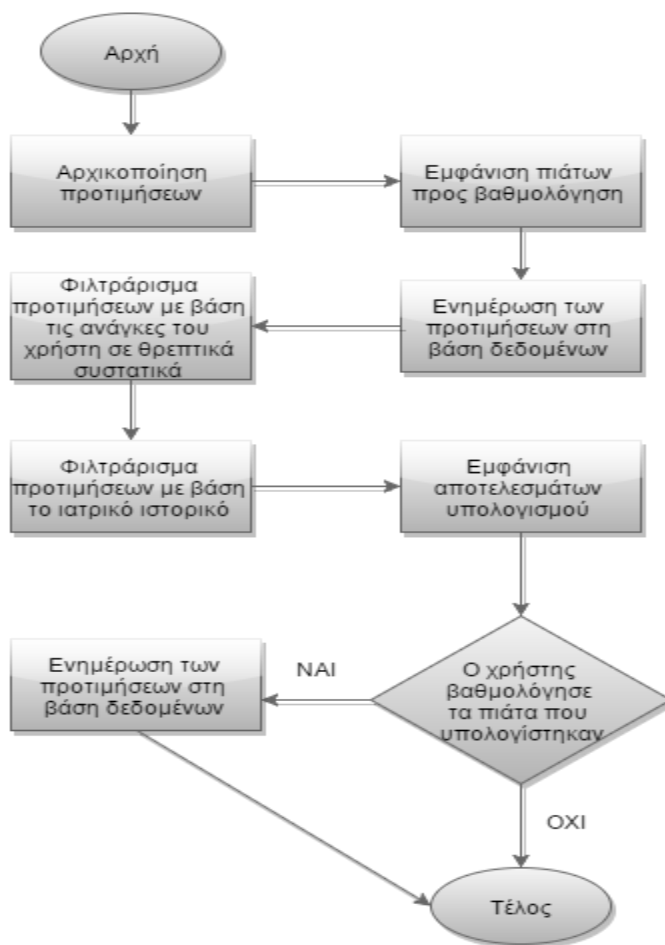 Αρχή
Αρχικοποίηση
προτιμήσεων
Εμφάνιση πιάτων
προς βαθμολόγηση
Ενημέρωση των
προτιμήσεων στη
βάση δεδομένων
Φιλτράρισμα
προτιμήσεων με βάση
τις ανάγκες του
χρήστη σε θρεπτικά
συστατικά
Φιλτράρισμα
προτιμήσεων με βάση
το ιατρικό ιστορικό
Εμφάνιση
αποτελεσμάτων
υπολογισμού
Ο χρήστης
βαθμολόγησε
τα πιάτα που
υπολογίστηκαν
ΝΑΙ
Ενημέρωση των
προτιμήσεων στη
βάση δεδομένων
ΟΧΙ
Τέλος